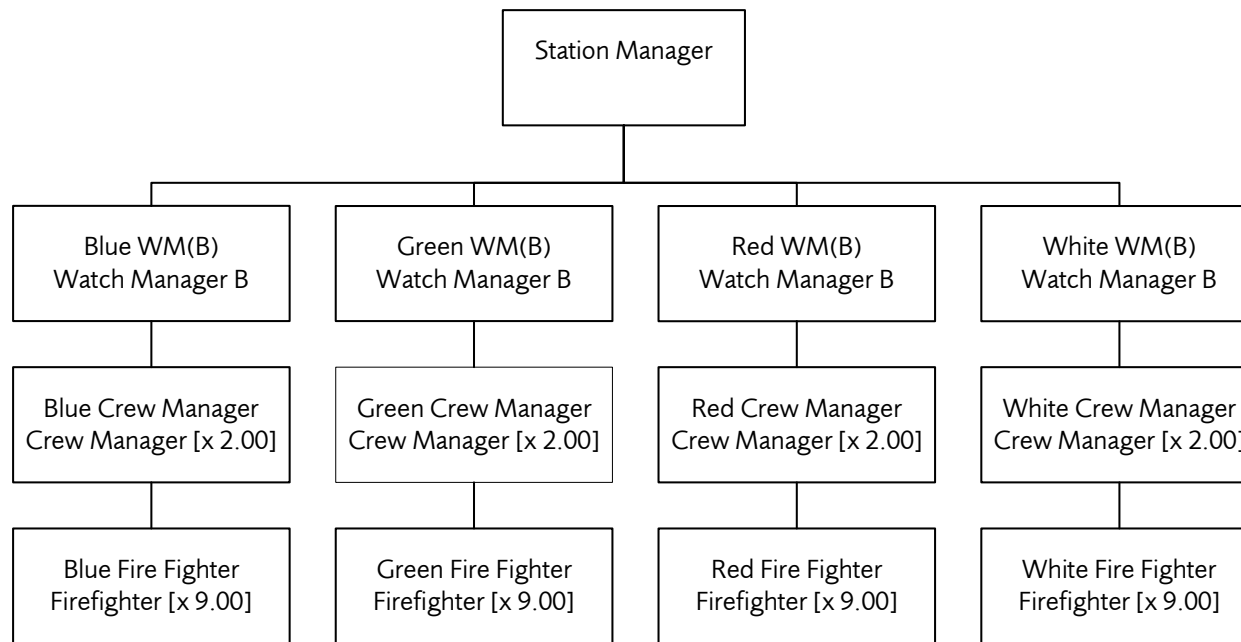 Station Manager
Blue WM(B)
Watch Manager B
Green WM(B)
Watch Manager B
Red WM(B)
Watch Manager B
White WM(B)
Watch Manager B
Blue Crew Manager
Crew Manager [x 2.00]
Green Crew Manager
Crew Manager [x 2.00]
Red Crew Manager
Crew Manager [x 2.00]
White Crew Manager
Crew Manager [x 2.00]
Blue Fire Fighter
Firefighter [x 9.00]
Green Fire Fighter
Firefighter [x 9.00]
Red Fire Fighter
Firefighter [x 9.00]
White Fire Fighter
Firefighter [x 9.00]